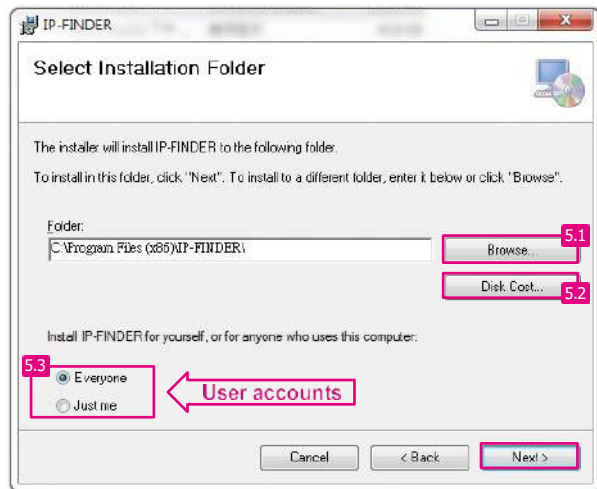 IP-FINDER
Select Installation Folder
The installer will install IP-FINDER to the following folder.
To install in this folder, click "Next". To install to a different folder, enter it below or click "Browse".
Folder:
C:\Program Files (x86)\IP-FINDER\
5.1
Browse...
Disk Cost...
5.2
Install IP-FINDER for yourself, or for anyone who uses this computer:
5.3
Everyone
User accounts
Just me
Cancel
< Back
Next >